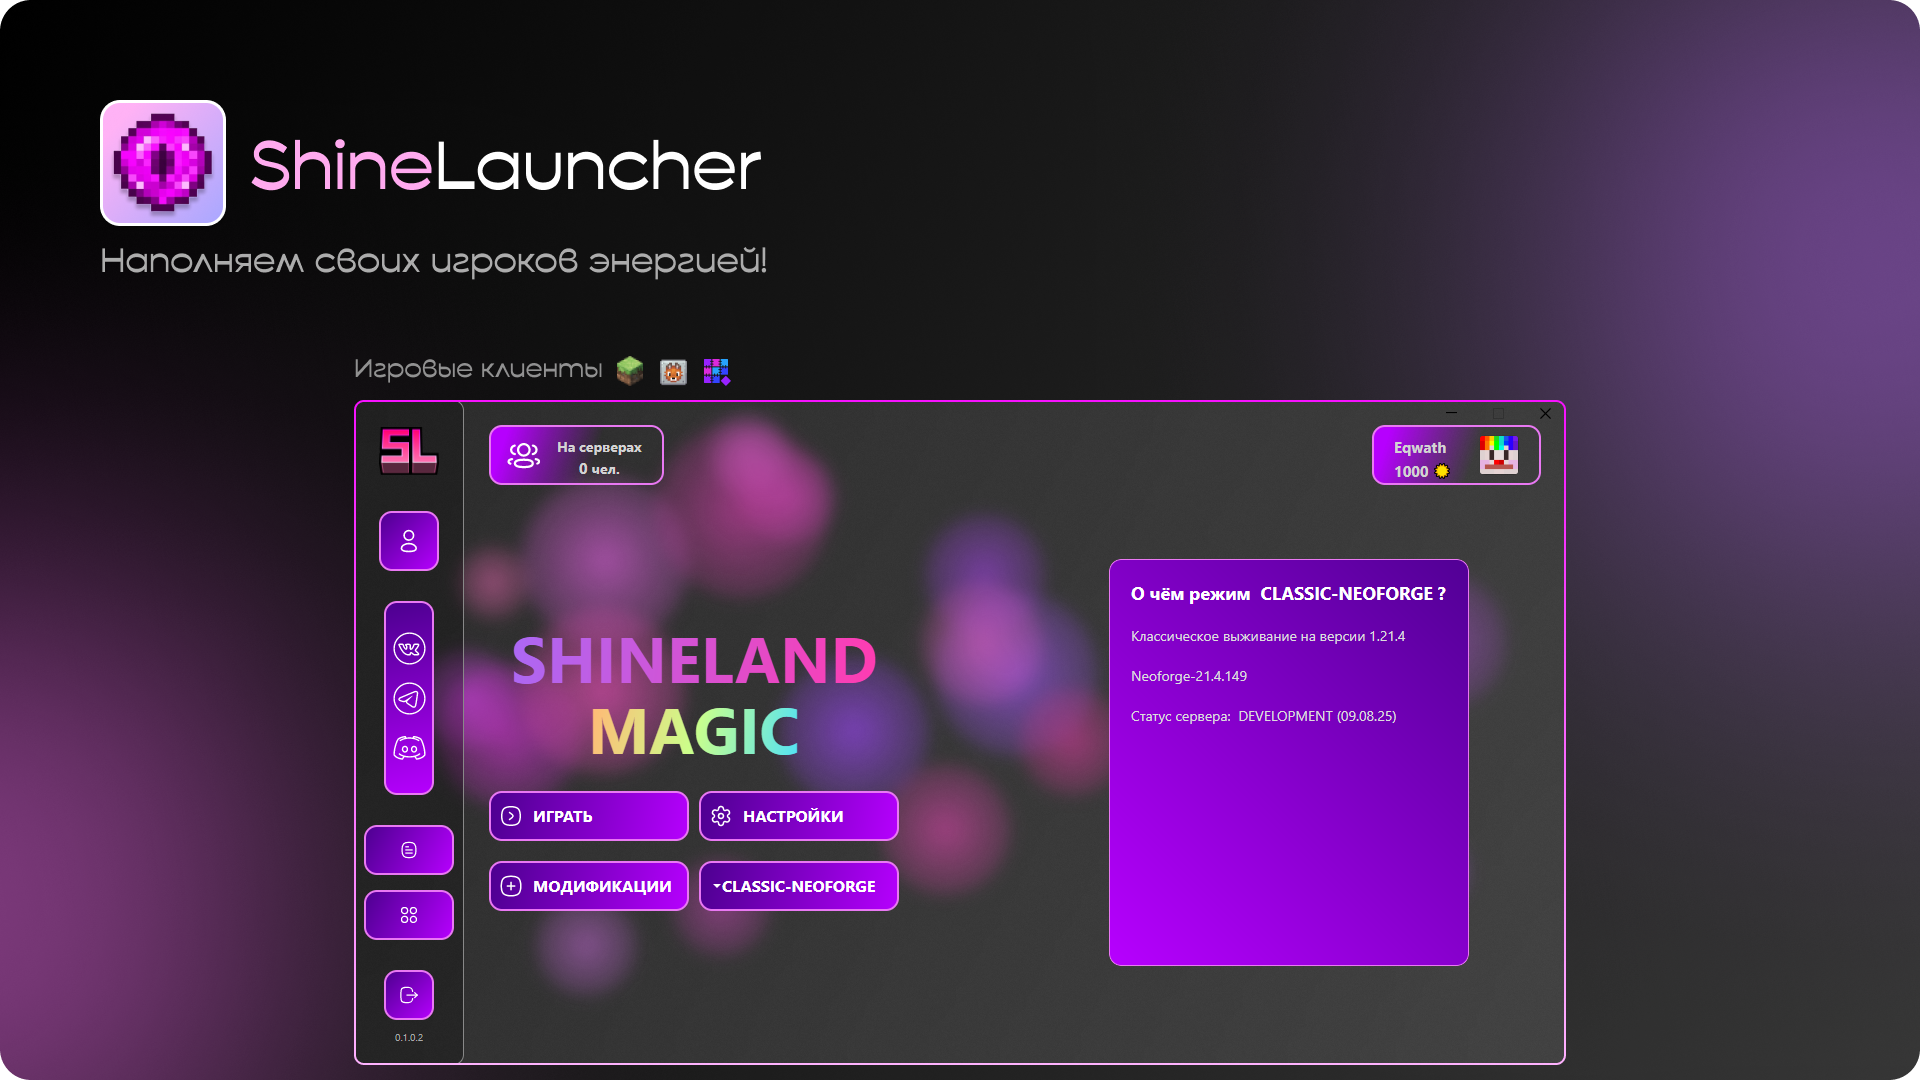 ShineLauncher
Наполняем своих игроков энергией!
Игровые клиенты
SL
На серверах
0 чел.
Eqwath
1000
SHINELAND
MAGIC
ИГРАТЬ
НАСТРОЙКИ
МОДИФИКАЦИИ
CLASSIC-NEOFORGE
О чём режим CLASSIC-NEOFORGE ?
Классическое выживание на версии 1.21.4
Neoforge-21.4.149
Статус сервера: DEVELOPMENT (09.08.25)
0.1.0.2